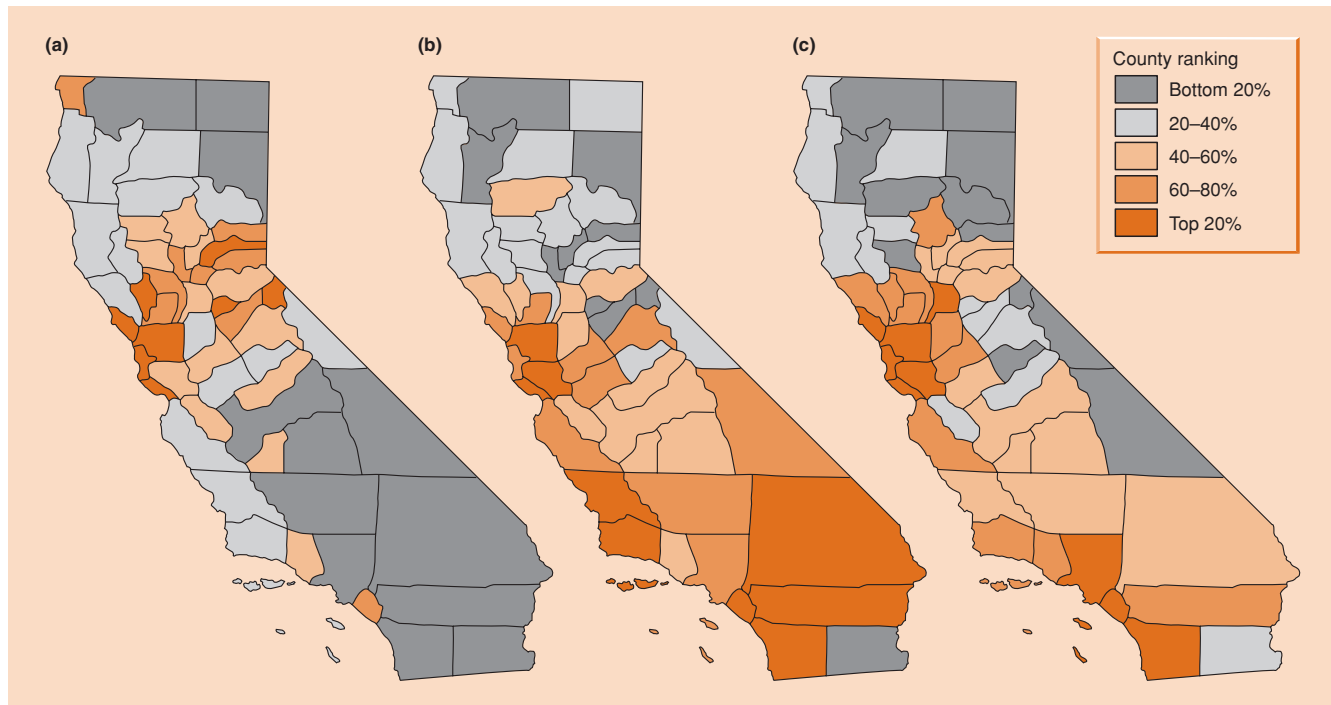 (a)
(b)
(c)
County ranking
Bottom 20%
20–40%
40–60%
60–80%
Top 20%